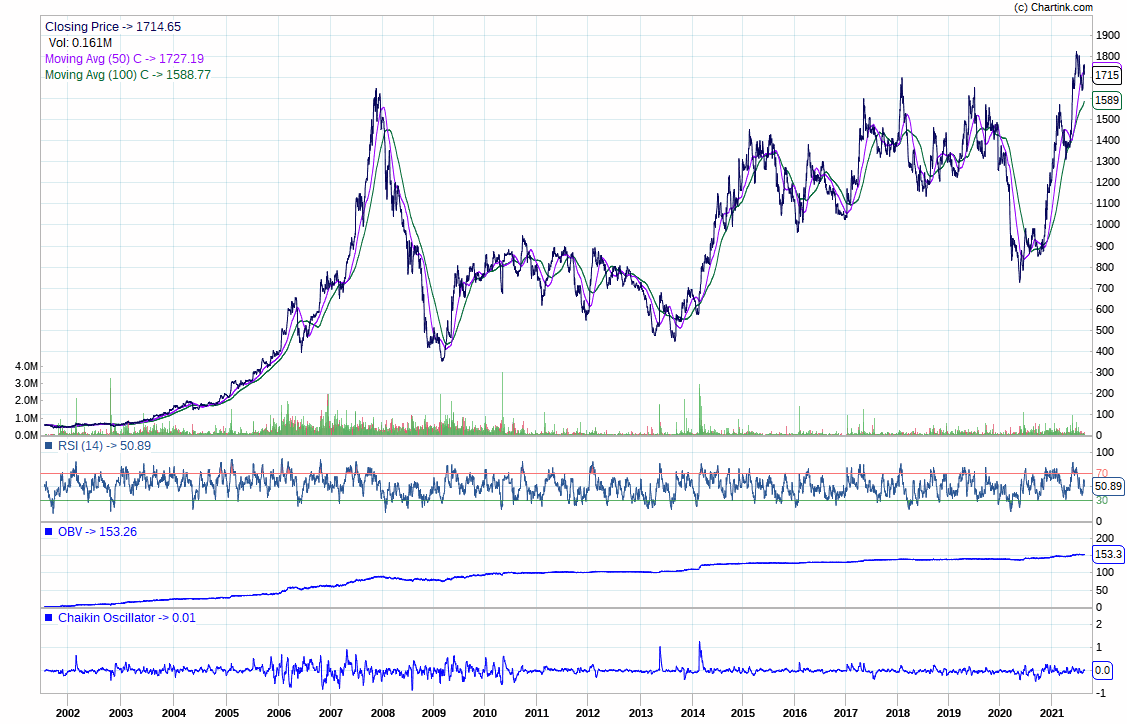 (c) Chartink.com
Closing Price -> 1714.65
Vol: 0.161M
Moving Avg (50) C -> 1727.19
Moving Avg (100) C -> 1588.77
1900
1800
1715
1589
1500
1400
1300
1200
1100
1000
900
800
700
600
500
400
300
200
100
0
4.0M
3.0M
2.0M
1.0M
0.0M
RSI (14) -> 50.89
100
70
50.89
30
0
OBV -> 153.26
200
153.3
100
50
0
Chaikin Oscillator -> 0.01
2
1
0.0
-1
2002 2003 2004 2005 2006 2007 2008 2009 2010 2011 2012 2013 2014 2015 2016 2017 2018 2019 2020 2021